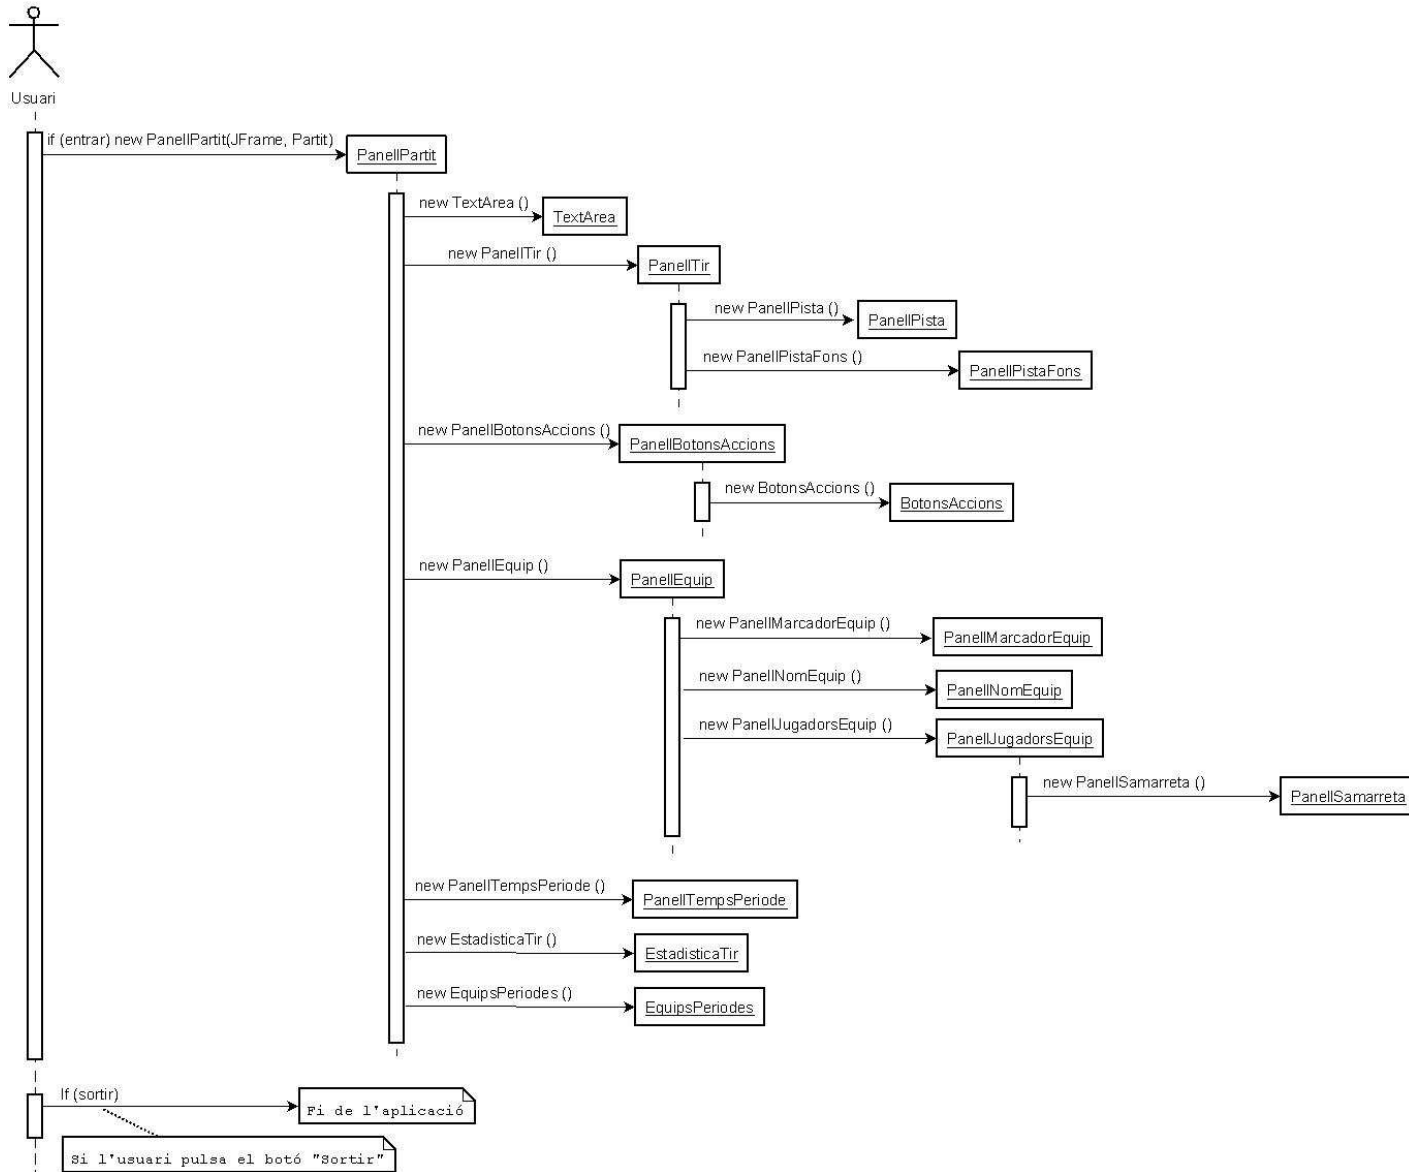 Usuari
if (entrar) new PanellPartit(JFrame, Partit)
PanellPartit
new TextArea ()
TextArea
new PanellTir ()
PanellTir
new PanellPista ()
PanellPista
new PanellPistaFons ()
PanellPistaFons
new PanellBotonsAccions ()
PanellBotonsAccions
new BotonsAccions ()
BotonsAccions
new PanellEquip ()
PanellEquip
new PanellMarcadorEquip ()
PanellMarcadorEquip
new PanellNomEquip ()
PanellNomEquip
new PanellJugadorsEquip ()
PanellJugadorsEquip
new PanellSamarreta ()
PanellSamarreta
new PanellTempsPeriode ()
PanellTempsPeriode
new EstadisticaTir ()
EstadisticaTir
new EquipsPeriodes ()
EquipsPeriodes
If (sortir)
Fi de l'aplicació
Si l'usuari pulsa el botó "Sortir"